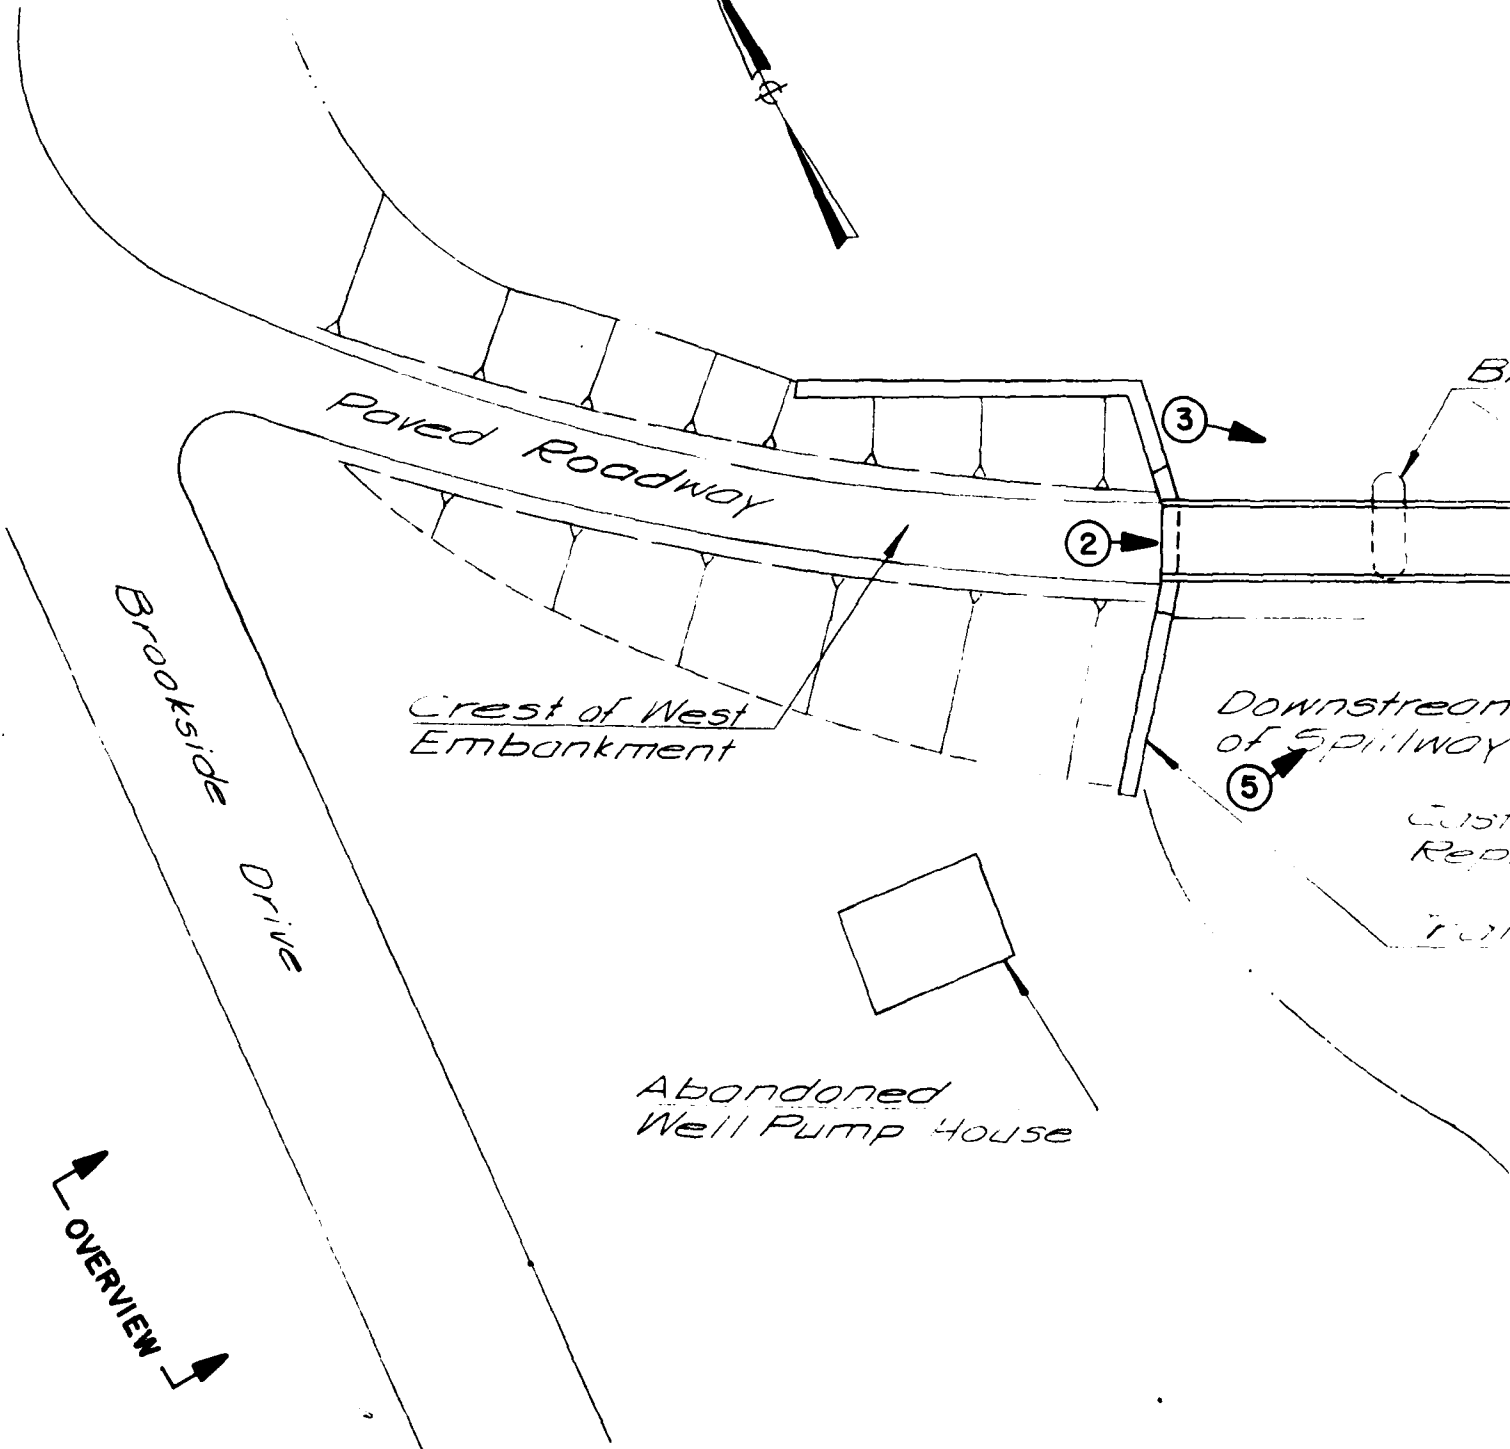 3
Paved Roadway
2
Brookside Drive
Crest of West
Embankment
Downstream
of Spillway
5
Abandoned
Well Pump House
OVERVIEW